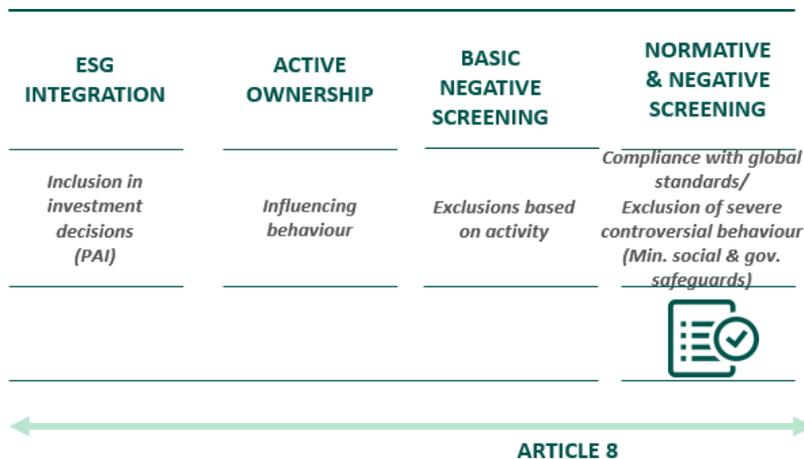 ESG
INTEGRATION
ACTIVE
OWNERSHIP
BASIC
NEGATIVE
SCREENING
NORMATIVE
& NEGATIVE
SCREENING
Inclusion in
investment
decisions
(PAI)
Influencing
behaviour
Exclusions based
on activity
Compliance with global
standards/
Exclusion of severe
controversial behaviour
(Min. social & gov.
safeguards)
ARTICLE 8